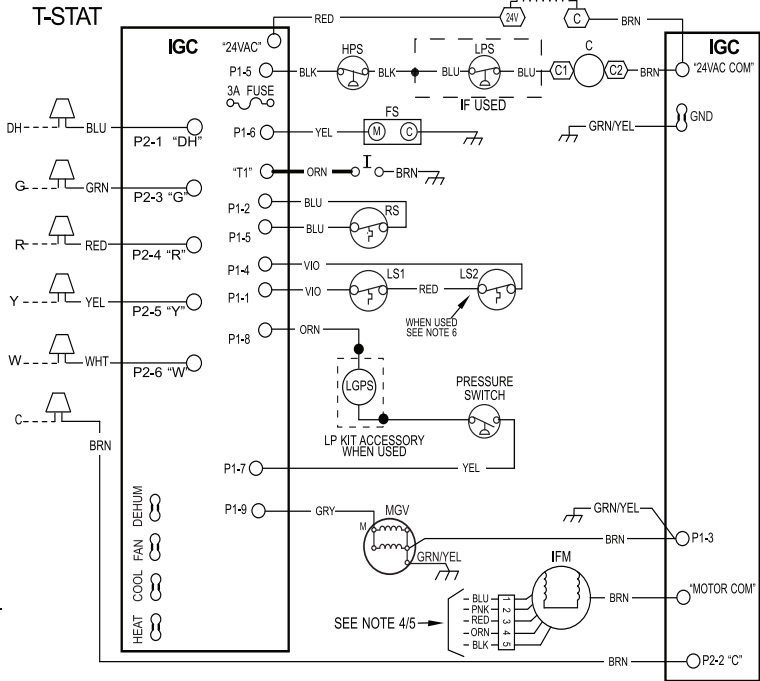 T-STAT
RED
24V
C
BRN
IGC
"24VAC"
IGC
"24VAC COM"
P1-5
BLK
HPS
BLK
BLU
LPS
BLU
C1
C
C2
BRN
IF USED
3A FUSE
GND
GRN/YEL
DH
BLU
P2-1 "DH"
P1-6
YEL
FS
M
C
"T1"
ORN
I
BRN
G
GRN
P2-3 "G"
P1-2
BLU
RS
P1-5
BLU
R
RED
P2-4 "R"
P1-4
VIO
P1-1
VIO
LS1
RED
LS2
WHEN USED
SEE NOTE 6
Y
YEL
P2-5 "Y"
P1-8
ORN
W
WHT
P2-6 "W"
LGPS
PRESSURE
SWITCH
LP KIT ACCESSORY
WHEN USED
C
BRN
P1-7
YEL
P1-9
GRY
M
MGV
GRN/YEL
GRN/YEL
BRN
P1-3
DEHUM
FAN
COOL
HEAT
IFM
SEE NOTE 4/5
BLU 1
PNK 2
RED 3
ORN 4
BLK 5
BRN
"MOTOR COM"
BRN
P2-2 "C"